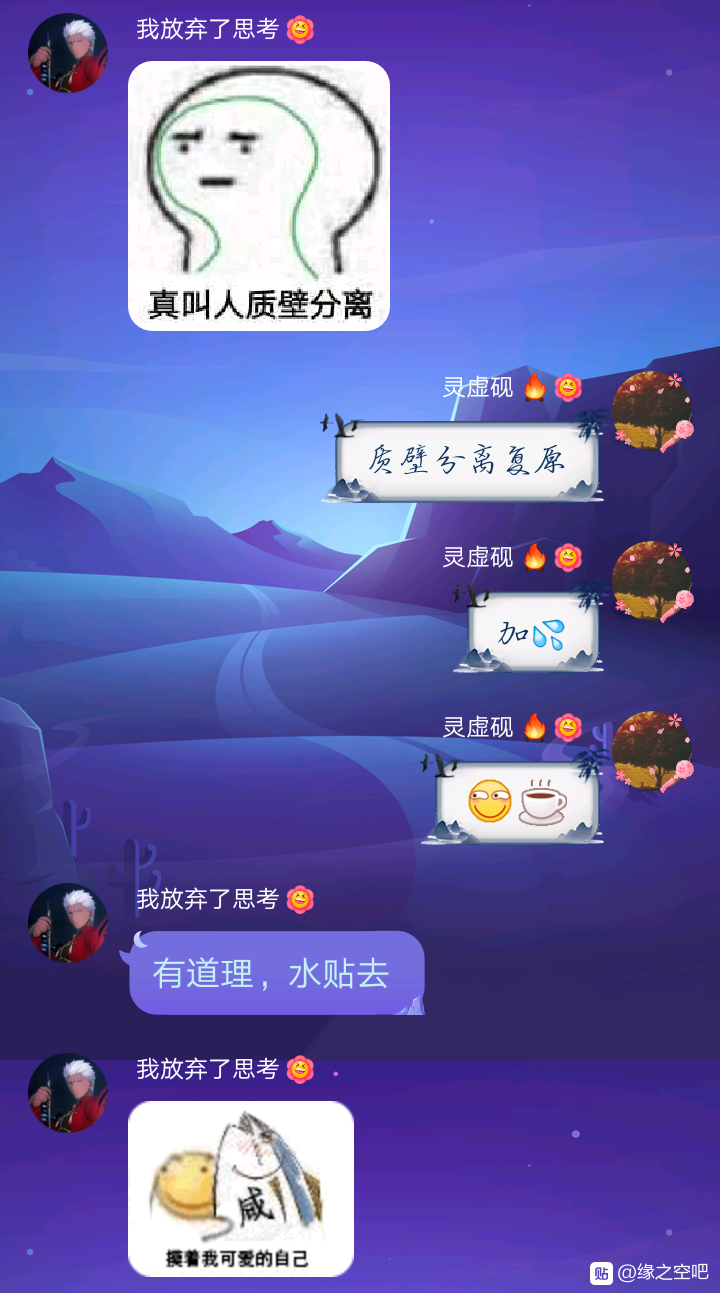 我放弃了思考
真叫人质壁分离
灵虚砚
质壁分离复原
灵虚砚
加
灵虚砚
我放弃了思考
有道理，水贴去
我放弃了思考
咸
摸着我可爱的自己
贴 @缘之空吧